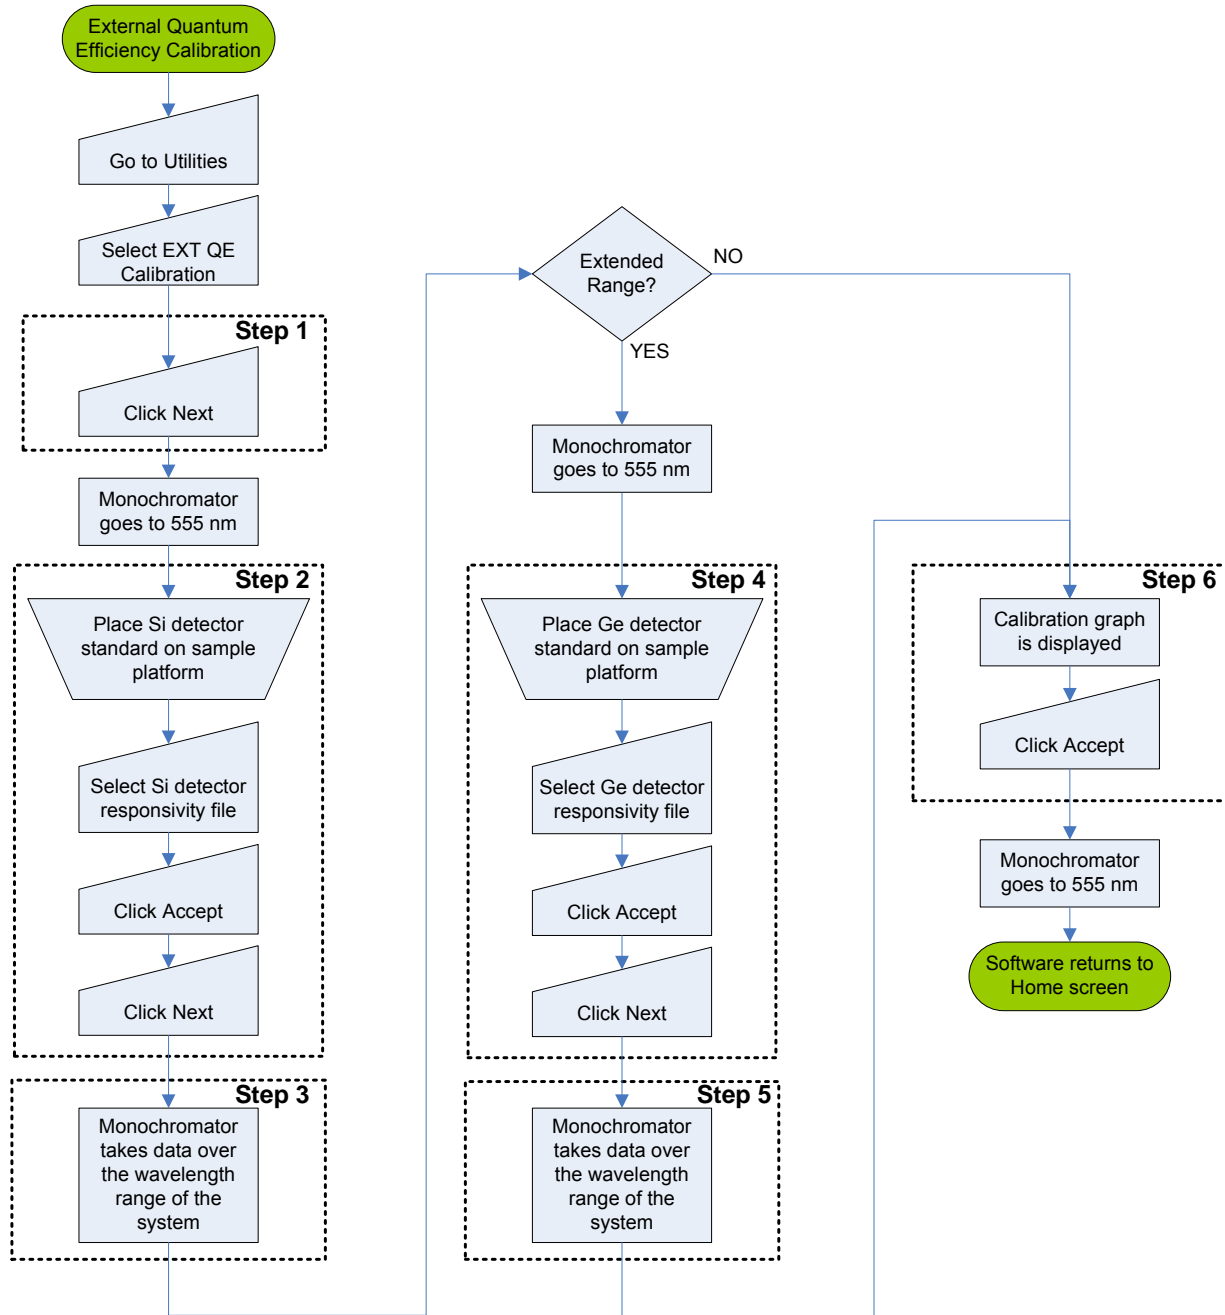 External Quantum
Efficiency Calibration
Go to Utilities
Select EXT QE
Calibration
Step 1
Click Next
Monochromator
goes to 555 nm
Step 2
Place Si detector
standard on sample
platform
Select Si detector
responsivity file
Click Accept
Click Next
Step 3
Monochromator
takes data over
the wavelength
range of the
system
Extended
Range?
NO
YES
Monochromator
goes to 555 nm
Step 4
Place Ge detector
standard on sample
platform
Select Ge detector
responsivity file
Click Accept
Click Next
Step 5
Monochromator
takes data over
the wavelength
range of the
system
Step 6
Calibration graph
is displayed
Click Accept
Monochromator
goes to 555 nm
Software returns to
Home screen